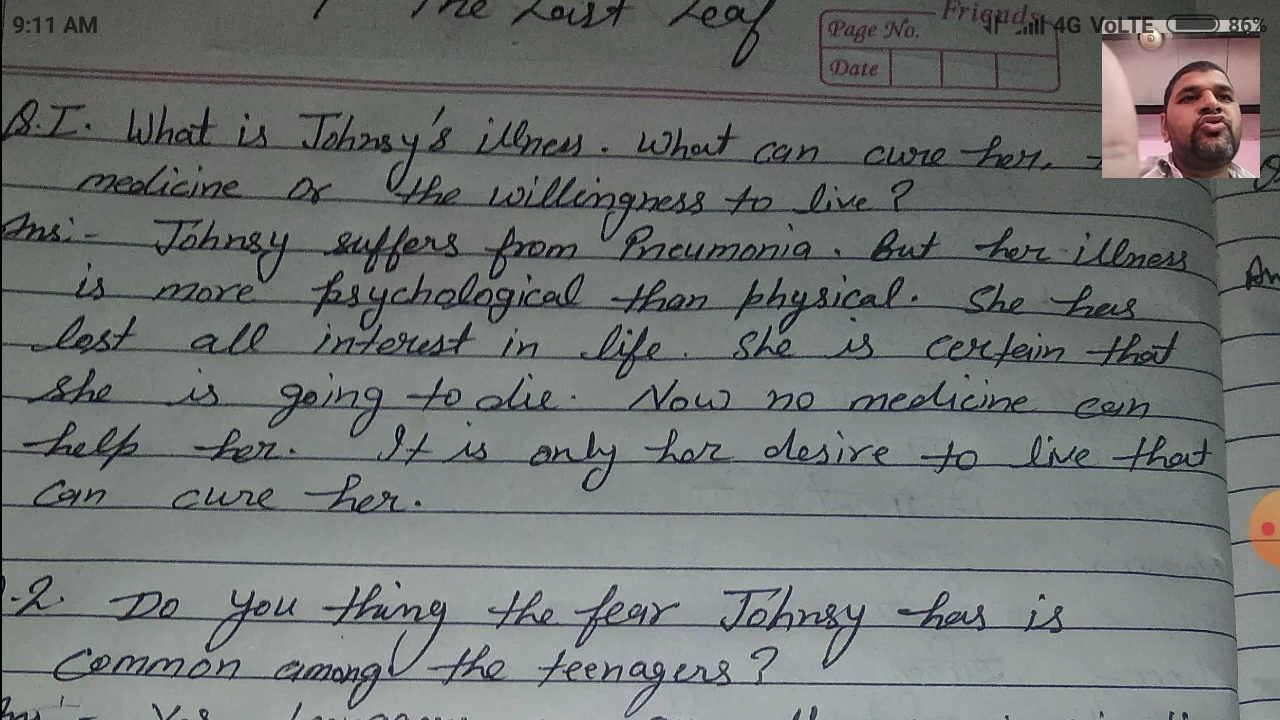 9:11 AM
4G VoLTE 86%
The Last Leaf
Friends
Page No.
Date
Q.I. What is Johnsy's illness. What can cure her,
medicine or the willingness to live?
Ans:- Johnsy suffers from Pneumonia. But her illness
is more psychological than physical. She has
lost all interest in life. She is certain that
she is going to die. Now no medicine can
help her. It is only her desire to live that
can cure her.
.2. Do you thing the fear Johnsy has is
Common among the teenagers?